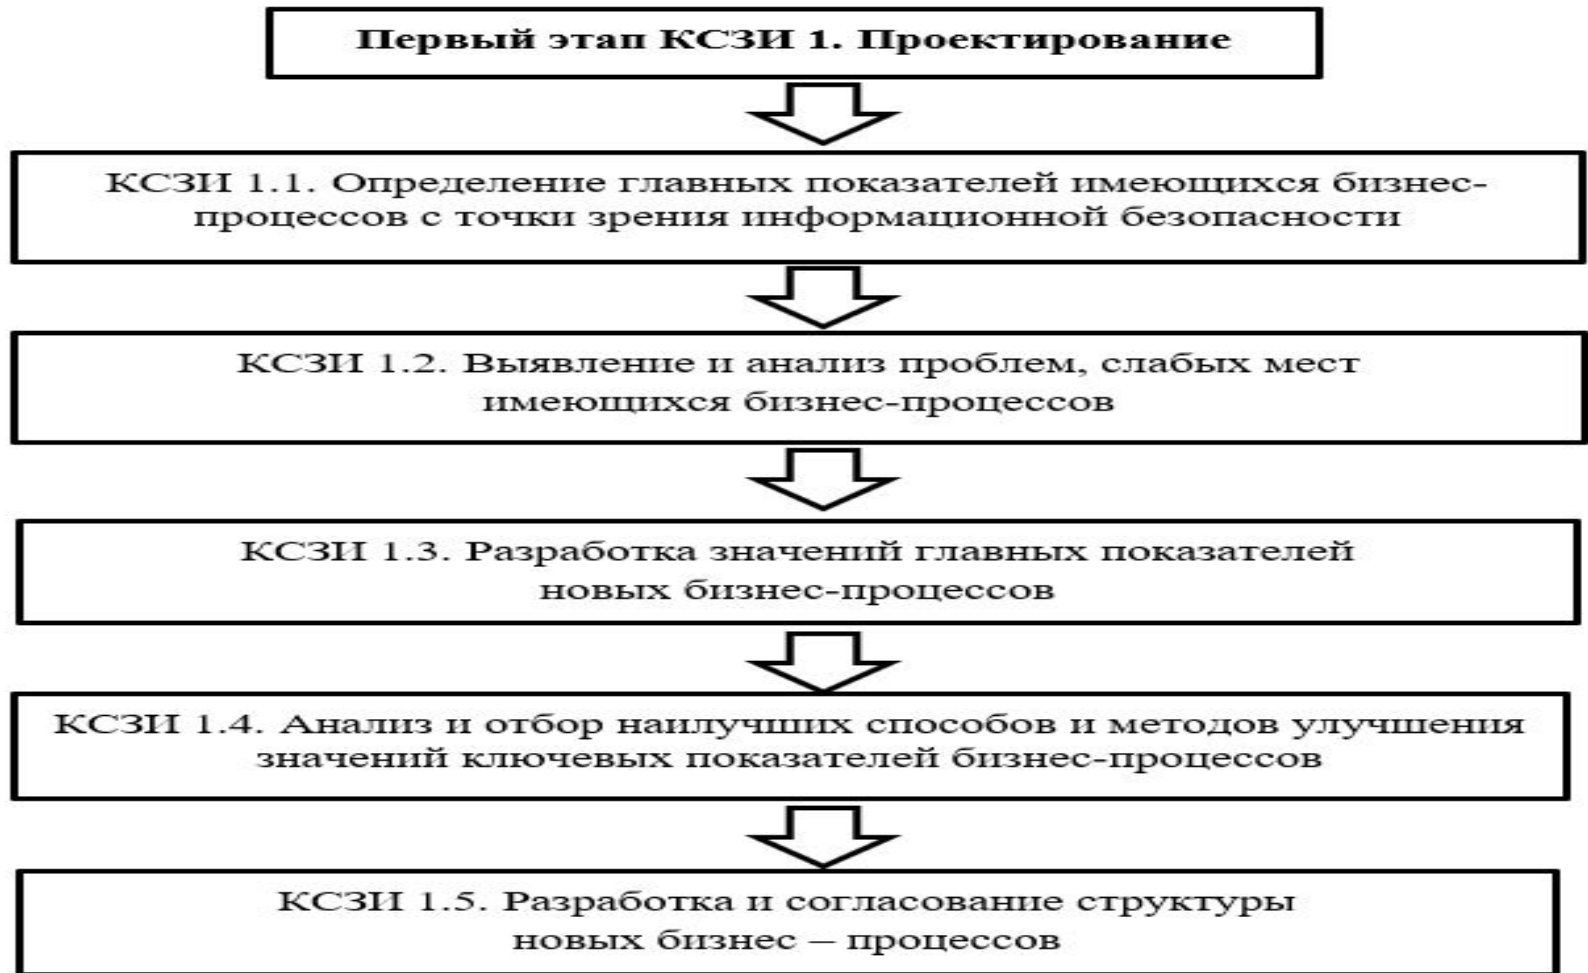 Первый этап КСЗИ 1. Проектирование
КСЗИ 1.1. Определение главных показателей имеющихся бизнес-
процессов с точки зрения информационной безопасности
КСЗИ 1.2. Выявление и анализ проблем, слабых мест
имеющихся бизнес-процессов
КСЗИ 1.3. Разработка значений главных показателей
новых бизнес-процессов
КСЗИ 1.4. Анализ и отбор наилучших способов и методов улучшения
значений ключевых показателей бизнес-процессов
КСЗИ 1.5. Разработка и согласование структуры
новых бизнес – процессов